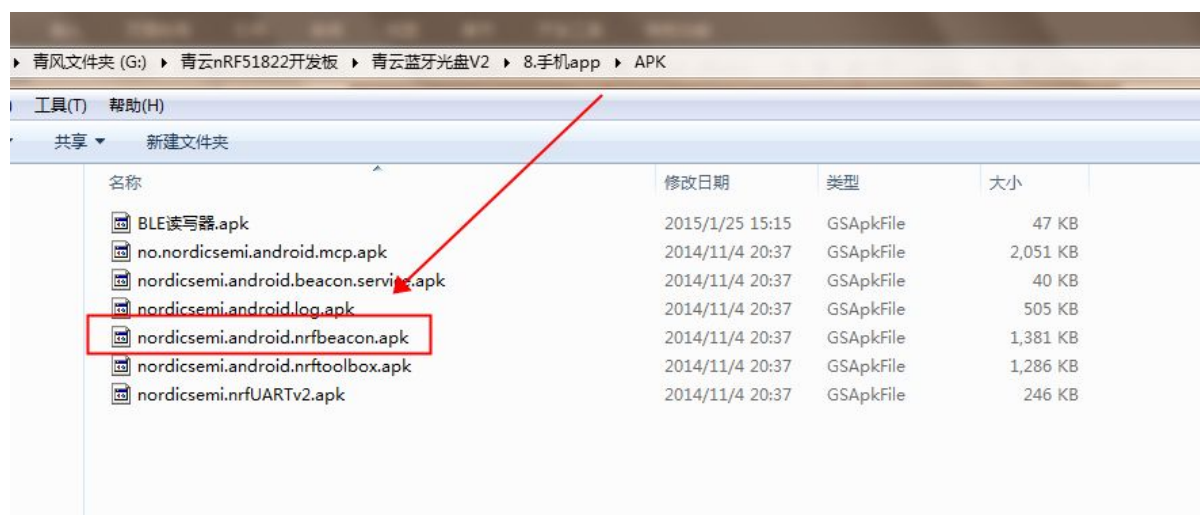 青风文件夹 (G:) ▸ 青云nRF51822开发板 ▸ 青云蓝牙光盘V2 ▸ 8.手机app ▸ APK
工具(T) 帮助(H)
共享 新建文件夹
名称 修改日期 类型 大小
BLE读写器.apk 2015/1/25 15:15 GSApkFile 47 KB
no.nordicsemi.android.mcp.apk 2014/11/4 20:37 GSApkFile 2,051 KB
nordicsemi.android.beacon.service.apk 2014/11/4 20:37 GSApkFile 40 KB
nordicsemi.android.log.apk 2014/11/4 20:37 GSApkFile 505 KB
nordicsemi.android.nrfbeacon.apk 2014/11/4 20:37 GSApkFile 1,381 KB
nordicsemi.android.nrftoolbox.apk 2014/11/4 20:37 GSApkFile 1,286 KB
nordicsemi.nrfUARTv2.apk 2014/11/4 20:37 GSApkFile 246 KB